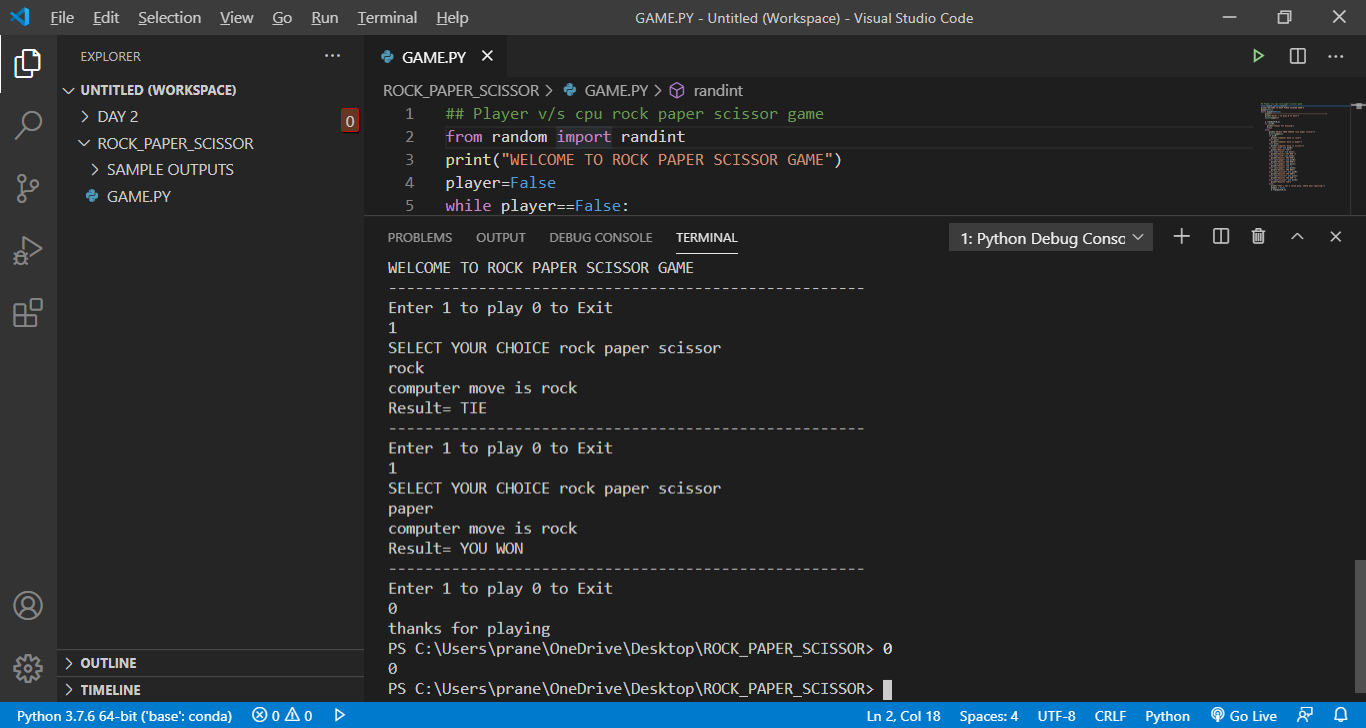 File Edit Selection View Go Run Terminal Help GAME.PY - Untitled (Workspace) - Visual Studio Code
EXPLORER
UNTITLED (WORKSPACE)
DAY 2
0
ROCK_PAPER_SCISSOR
SAMPLE OUTPUTS
GAME.PY
OUTLINE
TIMELINE
GAME.PY
ROCK_PAPER_SCISSOR > GAME.PY > randint
1 ## Player v/s cpu rock paper scissor game
2 from random import randint
3 print("WELCOME TO ROCK PAPER SCISSOR GAME")
4 player=False
5 while player==False:
PROBLEMS OUTPUT DEBUG CONSOLE TERMINAL 1: Python Debug Consc
WELCOME TO ROCK PAPER SCISSOR GAME
-----------------------------------------------------
Enter 1 to play 0 to Exit
1
SELECT YOUR CHOICE rock paper scissor
rock
computer move is rock
Result= TIE
-----------------------------------------------------
Enter 1 to play 0 to Exit
1
SELECT YOUR CHOICE rock paper scissor
paper
computer move is rock
Result= YOU WON
-----------------------------------------------------
Enter 1 to play 0 to Exit
0
thanks for playing
PS C:\Users\prane\OneDrive\Desktop\ROCK_PAPER_SCISSOR> 0
0
PS C:\Users\prane\OneDrive\Desktop\ROCK_PAPER_SCISSOR>
Python 3.7.6 64-bit ('base': conda) 0 0 Ln 2, Col 18 Spaces: 4 UTF-8 CRLF Python Go Live